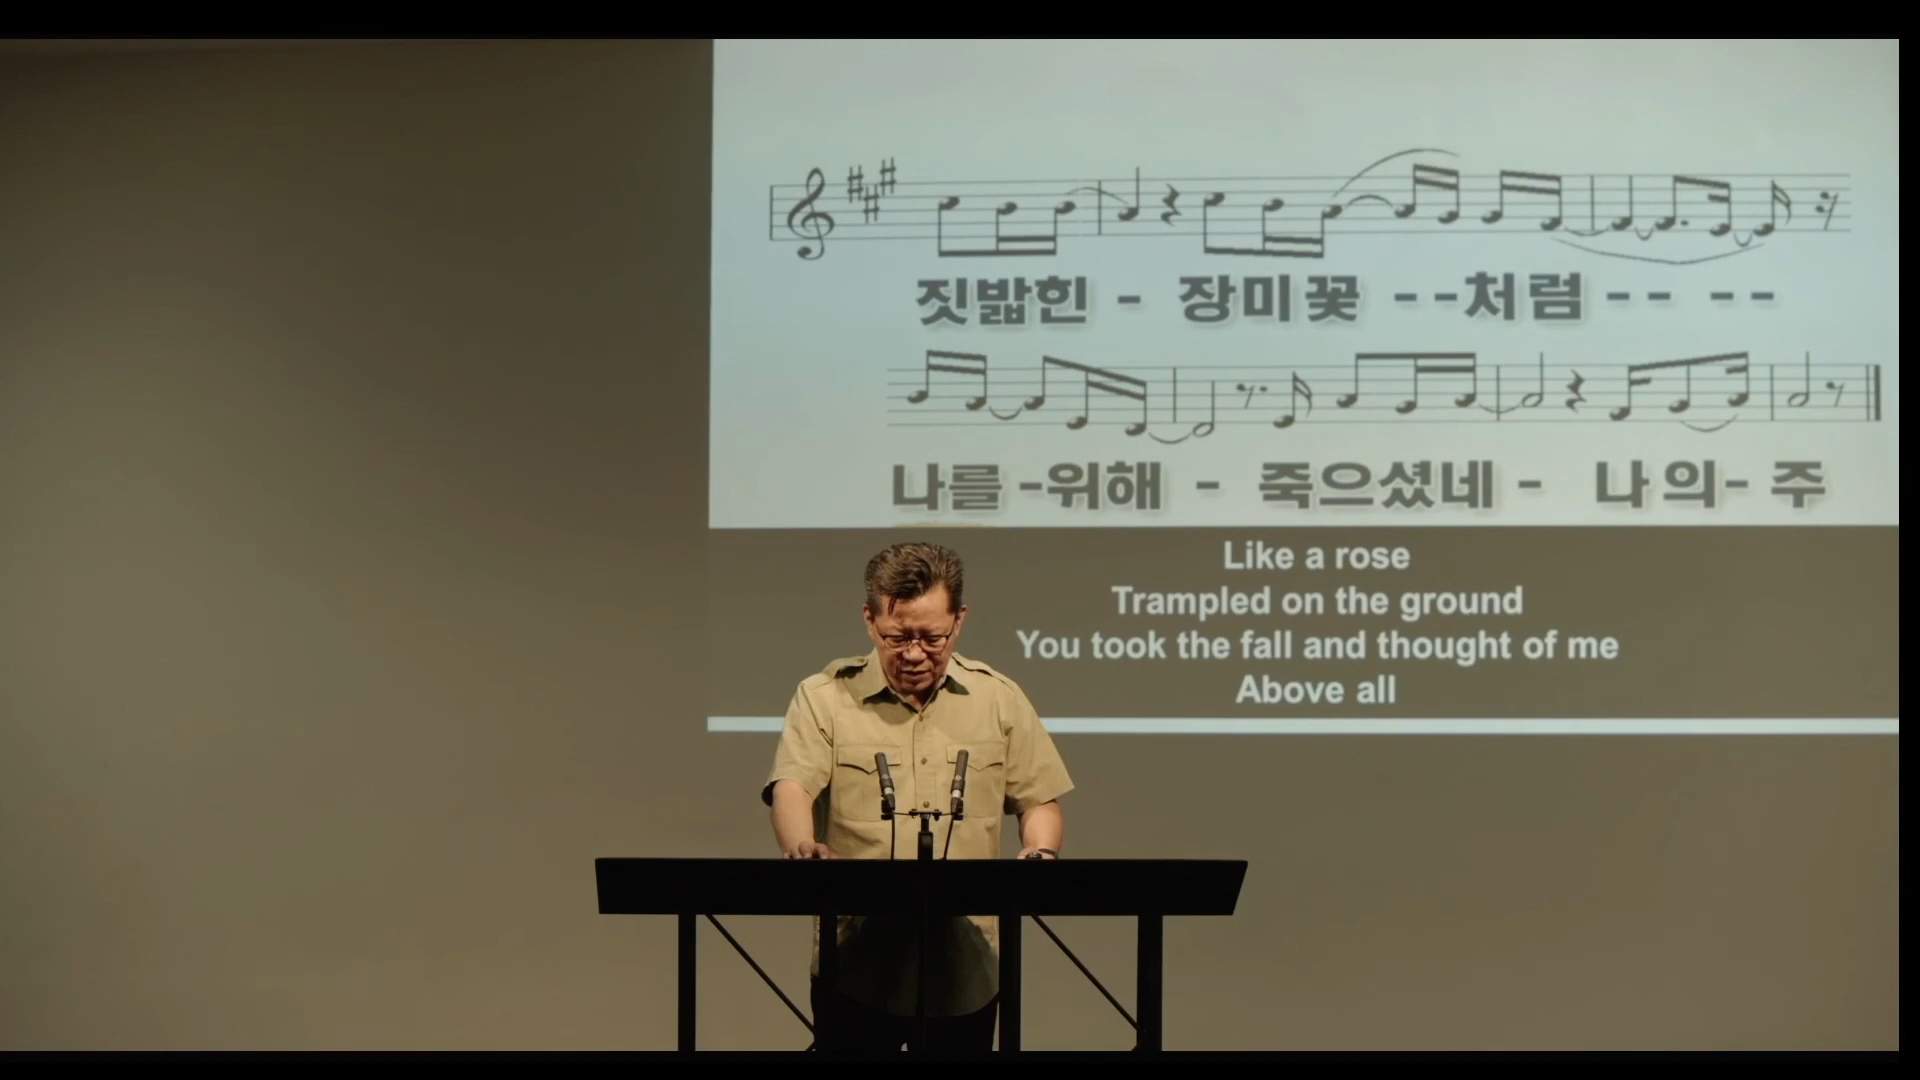 짓밟힌 - 장미꽃 --처럼 -- --
나를 -위해 - 죽으셨네 - 나의- 주
Like a rose
Trampled on the ground
You took the fall and thought of me
Above all